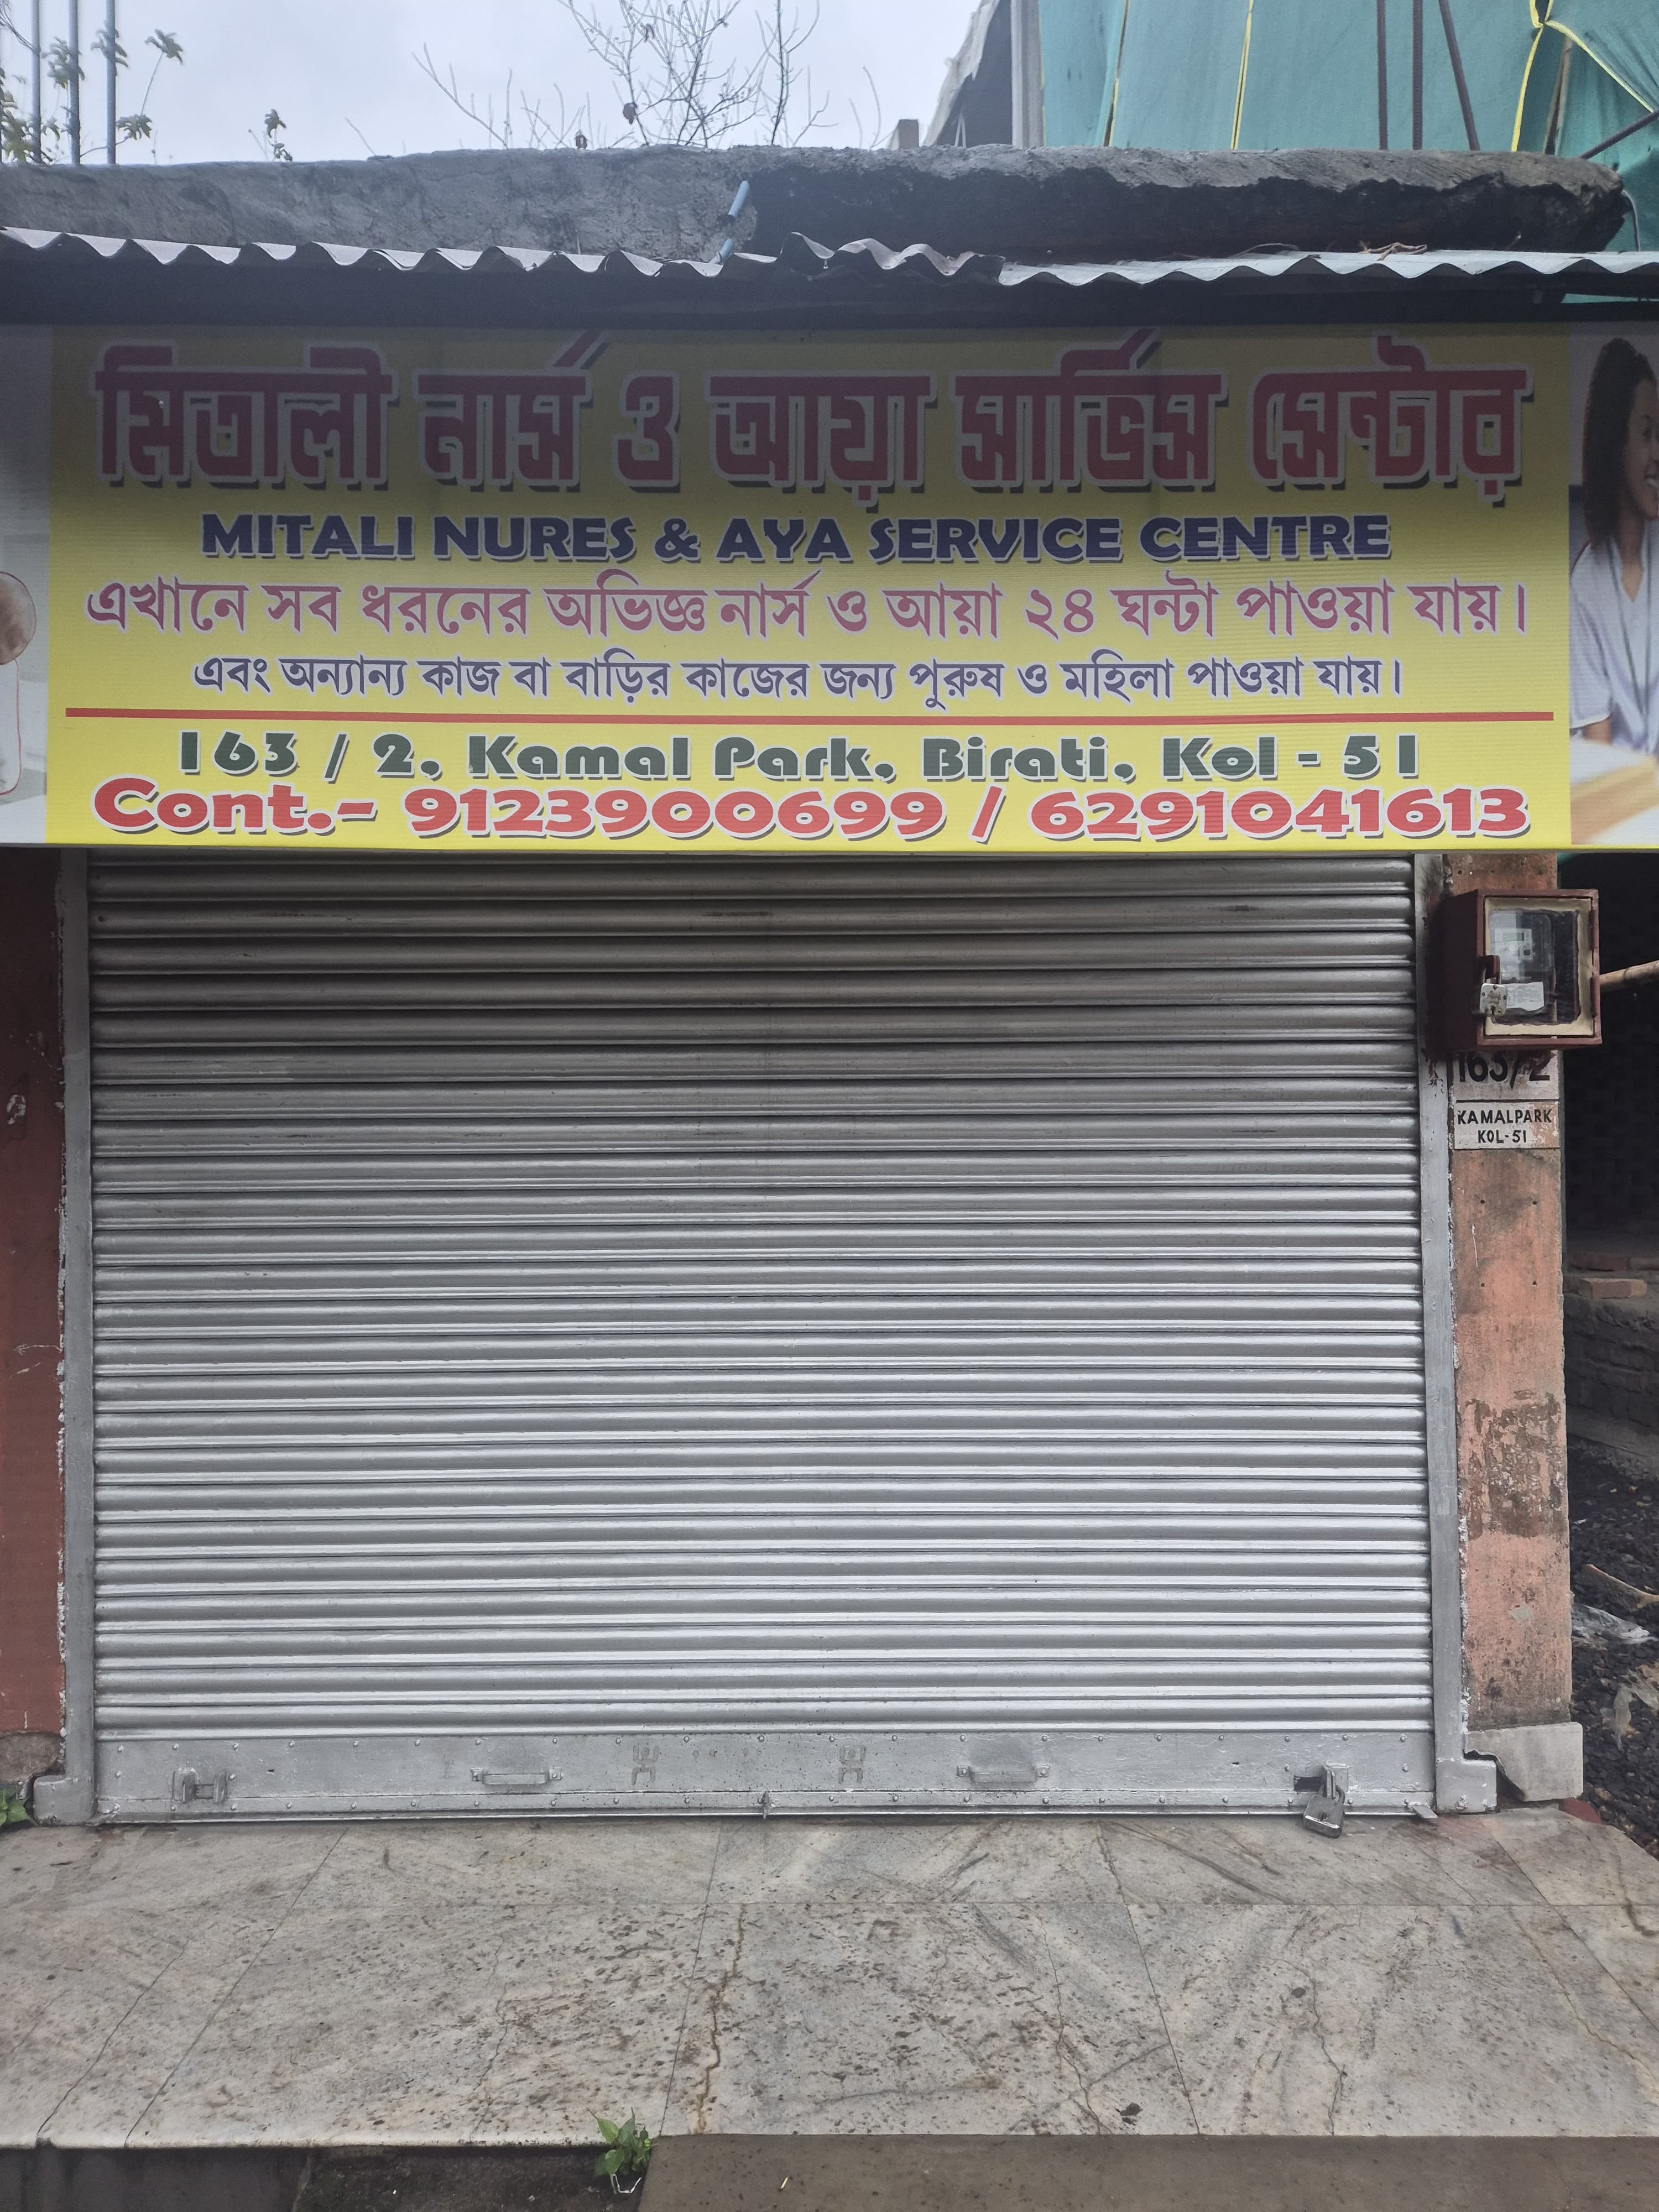 মিতালী নার্স ও আয়া সার্ভিস সেন্টার
MITALI NURES & AYA SERVICE CENTRE
এখানে সব ধরনের অভিজ্ঞ নার্স ও আয়া ২৪ ঘন্টা পাওয়া যায়।
এবং অন্যান্য কাজ বা বাড়ির কাজের জন্য পুরুষ ও মহিলা পাওয়া যায়।
163 / 2, Kamal Park, Birati, Kol - 51
Cont.- 9123900699 / 6291041613
163/2
KAMALPARK
KOL-51